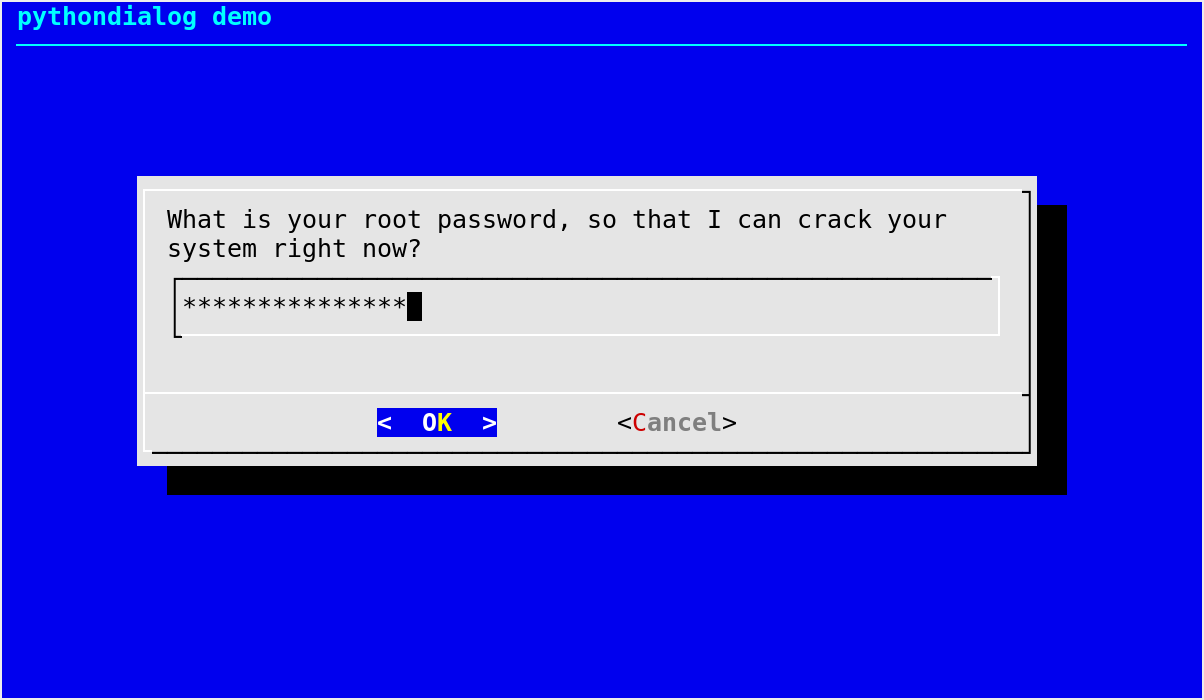 pythondialog demo
What is your root password, so that I can crack your
system right now?
***************
<  OK  > <Cancel>